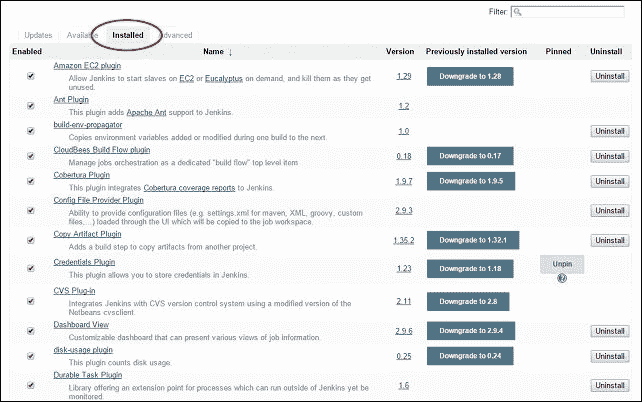 Filter:
Updates Available Installed Advanced
Enabled Name ↓ Version Previously installed version Pinned Uninstall
Amazon EC2 plugin
Allow Jenkins to start slaves on EC2 or Eucalyptus on demand, and kill them as they get
unused.
1.29 Downgrade to 1.28 Uninstall
Ant Plugin
This plugin adds Apache Ant support to Jenkins.
1.2
build-env-propagator
Copies environment variables added or modified during one build to the next.
1.0 Uninstall
CloudBees Build Flow plugin
Manage jobs orchestration as a dedicated "build flow" top level item
0.18 Downgrade to 0.17 Uninstall
Cobertura Plugin
This plugin integrates Cobertura coverage reports to Jenkins.
1.9.7 Downgrade to 1.9.5 Uninstall
Config File Provider Plugin
Ability to provide configuration files (e.g. settings.xml for maven, XML, groovy, custom
files,...) loaded through the UI which will be copied to the job workspace.
2.9.3 Uninstall
Copy Artifact Plugin
Adds a build step to copy artifacts from another project.
1.35.2 Downgrade to 1.32.1 Uninstall
Credentials Plugin
This plugin allows you to store credentials in Jenkins.
1.23 Downgrade to 1.18 Unpin
?
CVS Plug-in
Integrates Jenkins with CVS version control system using a modified version of the
Netbeans cvsclient.
2.11 Downgrade to 2.8
Dashboard View
Customizable dashboard that can present various views of job information.
2.9.6 Downgrade to 2.9.4 Uninstall
disk-usage plugin
This plugin counts disk usage.
0.25 Downgrade to 0.24 Uninstall
Durable Task Plugin
Library offering an extension point for processes which can run outside of Jenkins yet be
monitored.
1.6 Uninstall